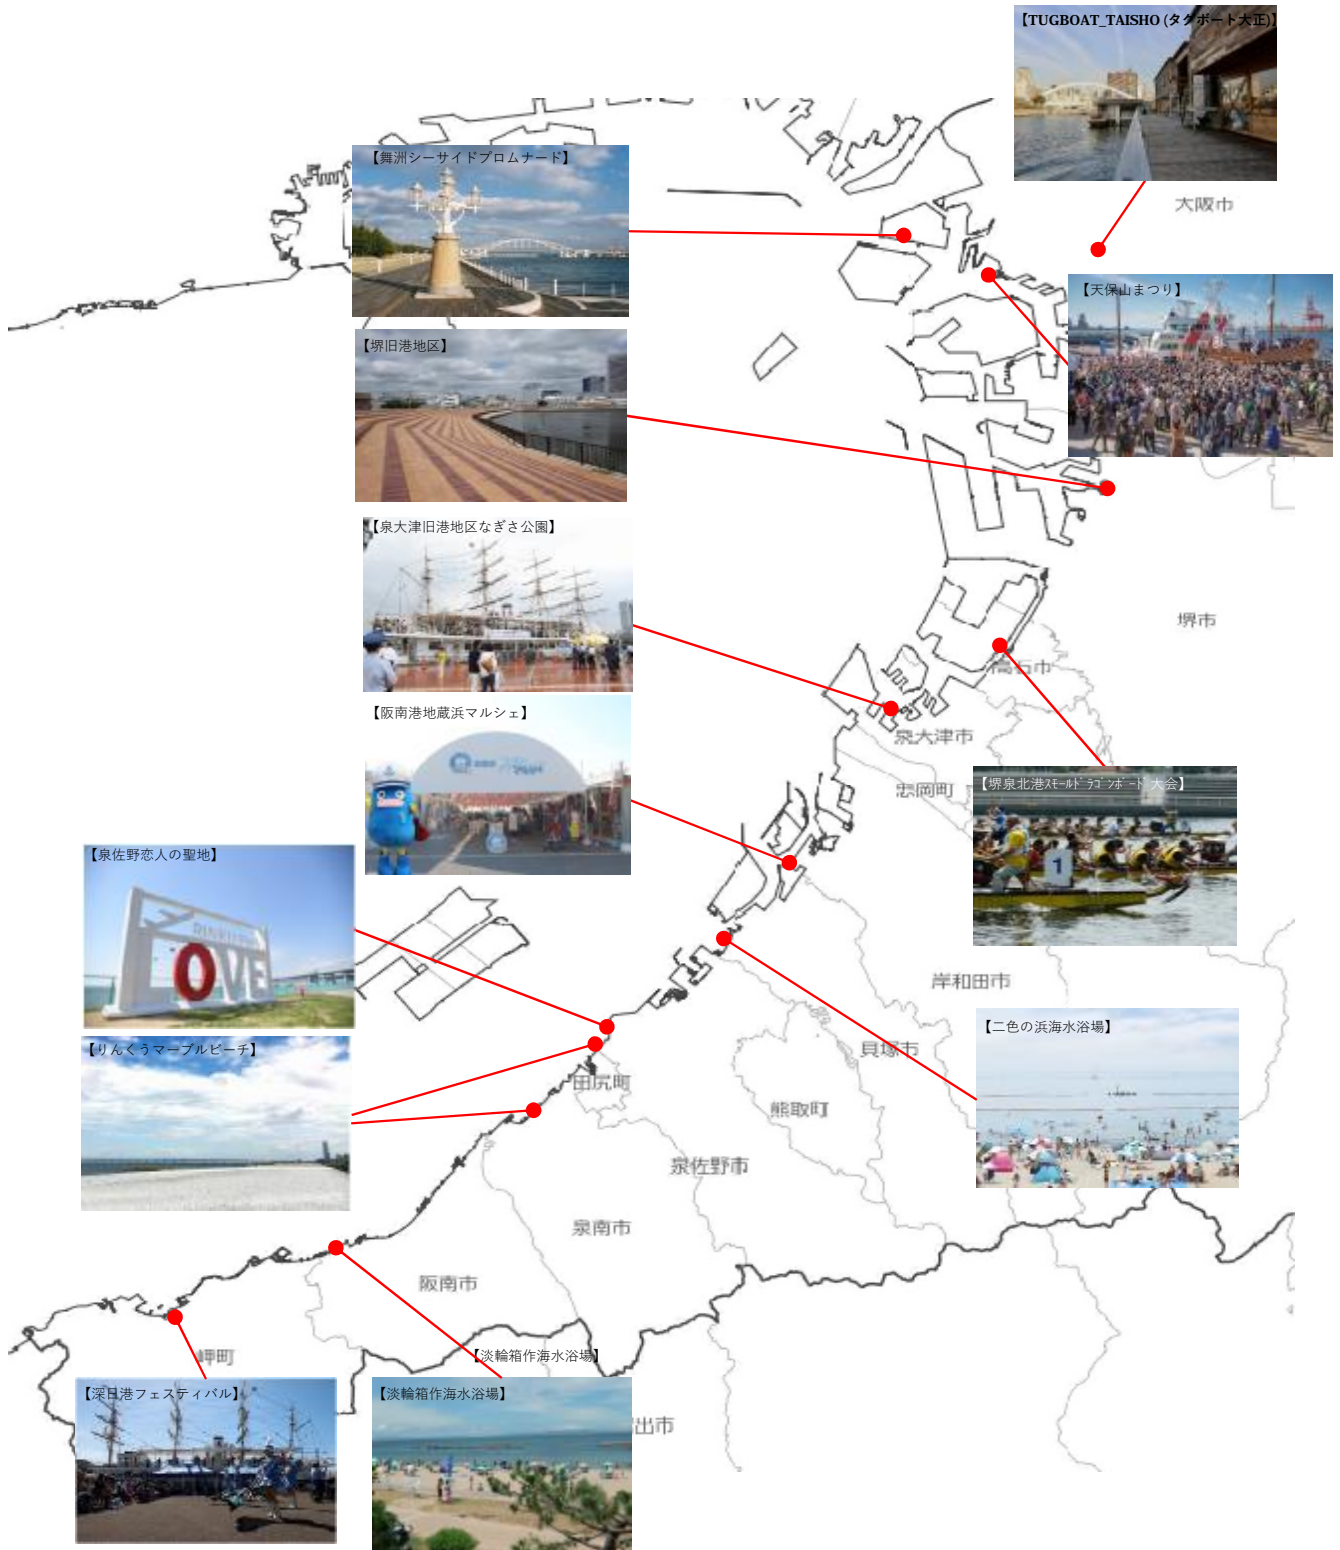 【TUGBOAT_TAISHO (タグボート大正)】
【舞洲シーサイドプロムナード】
大阪市
【天保山まつり】
【堺旧港地区】
【泉大津旧港地区なぎさ公園】
堺市
高石市
【阪南港地蔵浜マルシェ】
泉大津市
【堺泉北港ｽﾓｰﾙﾄﾞﾗｺﾞﾝﾎﾞｰﾄﾞ大会】
忠岡町
1
【泉佐野恋人の聖地】
LOVE
岸和田市
【二色の浜海水浴場】
【りんくうマーブルビーチ】
貝塚市
田尻町
熊取町
泉佐野市
泉南市
阪南市
岬町
【淡輪箱作海水浴場】
【深日港フェスティバル】
【淡輪箱作海水浴場】
出市